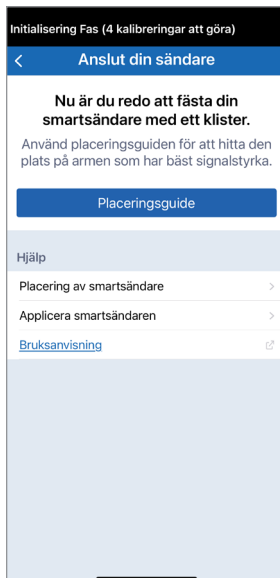 Initialisering Fas (4 kalibreringar att göra)
Anslut din sändare
Nu är du redo att fästa din
smartsändare med ett klister.
Använd placeringsguiden för att hitta den
plats på armen som har bäst signalstyrka.
Placeringsguide
Hjälp
Placering av smartsändare
Applicera smartsändaren
Bruksanvisning